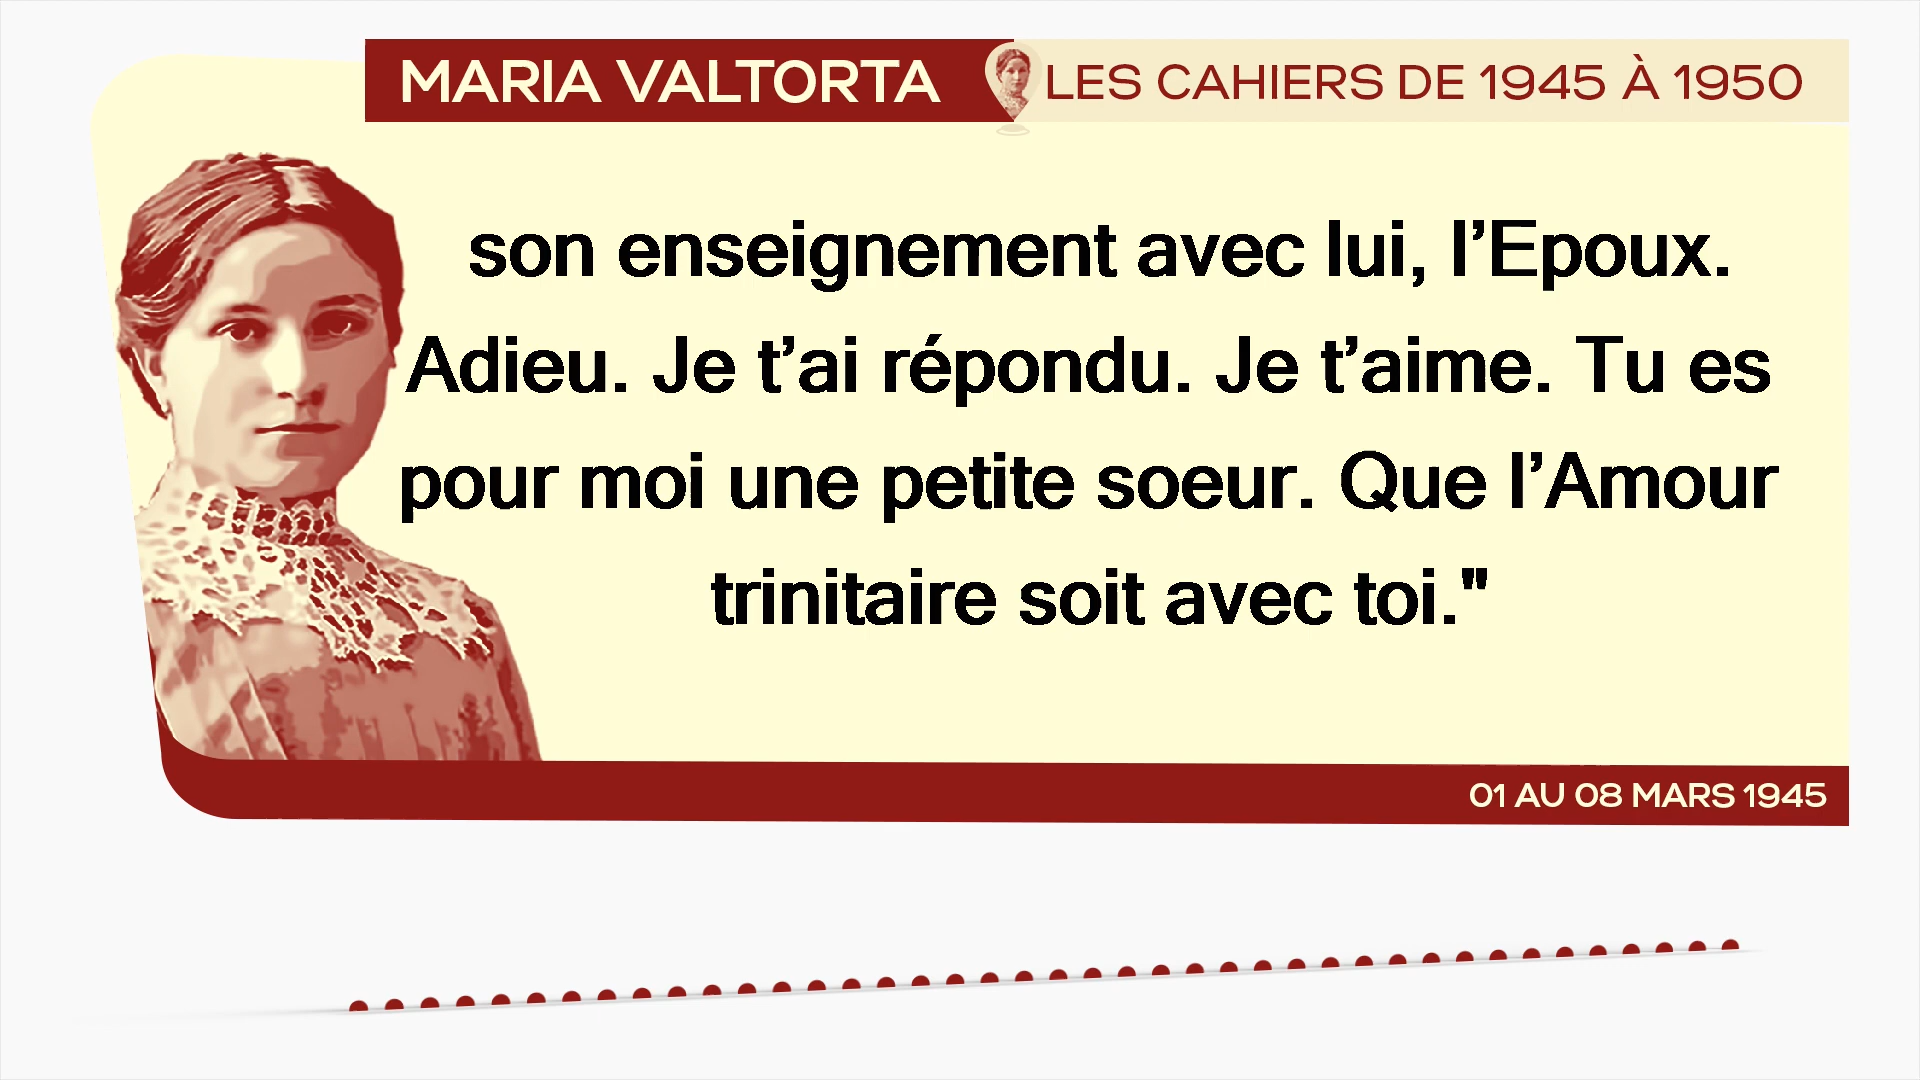 MARIA VALTORTA
LES CAHIERS DE 1945 À 1950
son enseignement avec lui, l’Epoux.
Adieu. Je t’ai répondu. Je t’aime. Tu es
pour moi une petite soeur. Que l’Amour
trinitaire soit avec toi."
01 AU 08 MARS 1945